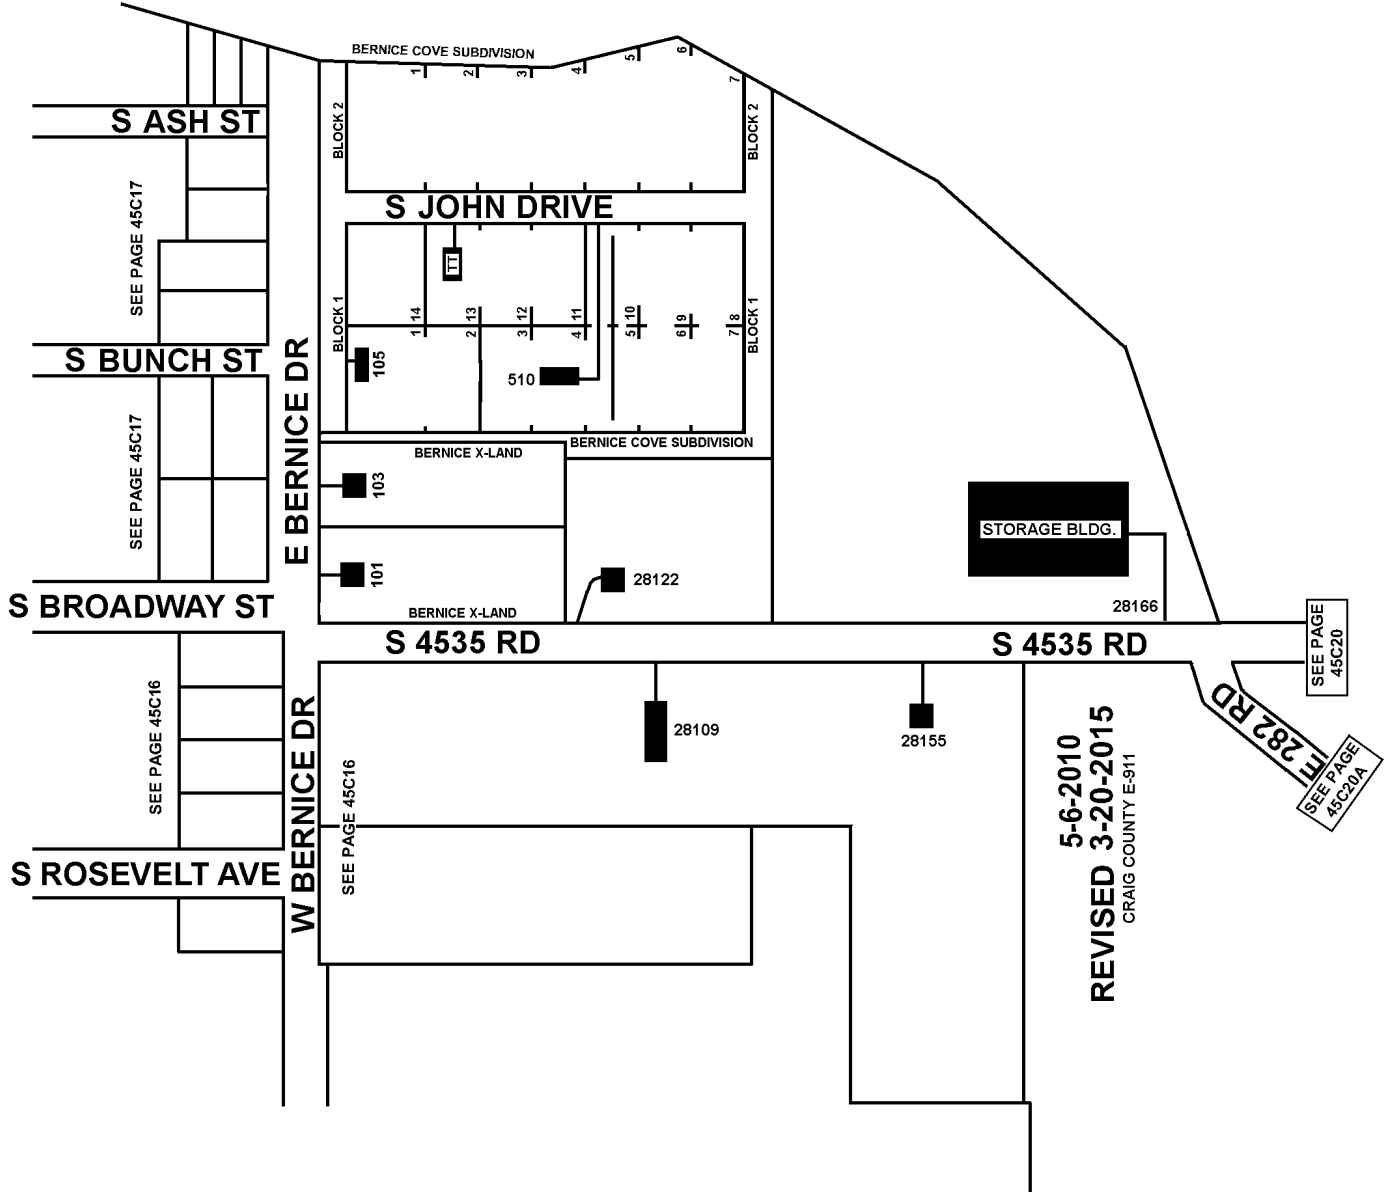 BERNICE COVE SUBDIVISION
1 2 3 4 5 6 7
BLOCK 2
BLOCK 2
S ASH ST
SEE PAGE 45C17
S JOHN DRIVE
TT
BLOCK 1
14 13 12 11 10 9 8
1 2 3 4 5 6 7
BLOCK 1
S BUNCH ST
105
510
E BERNICE DR
SEE PAGE 45C17
BERNICE COVE SUBDIVISION
BERNICE X-LAND
103
STORAGE BLDG.
101
28122
BERNICE X-LAND
28166
S BROADWAY ST
S 4535 RD
S 4535 RD
SEE PAGE
45C20
E 282 RD
SEE PAGE
45C20A
SEE PAGE 45C16
W BERNICE DR
28109
28155
SEE PAGE 45C16
S ROSEVELT AVE
5-6-2010
REVISED 3-20-2015
CRAIG COUNTY E-911